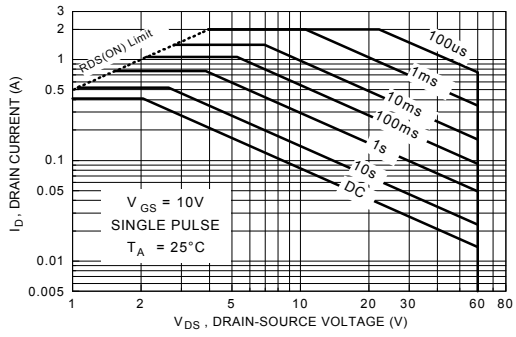 3
2
1
0.5
0.1
0.05
0.01
0.005
I D, DRAIN CURRENT (A)
RDS(ON) Limit
100us
1ms
10ms
100ms
1s
10s
DC
V GS = 10V
SINGLE PULSE
T A = 25°C
1 2 5 10 20 30 60 80
V DS , DRAIN-SOURCE VOLTAGE (V)